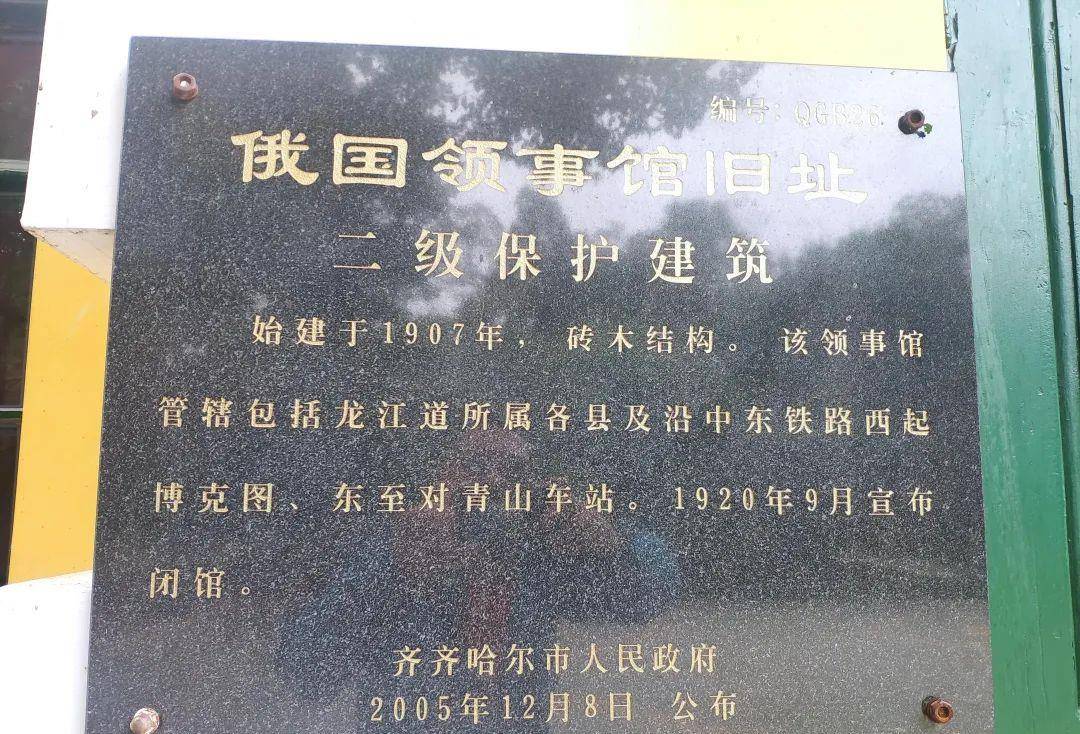 编号：QGB26
俄国领事馆旧址
二级保护建筑
始建于1907年，砖木结构。该领事馆
管辖包括龙江道所属各县及沿中东铁路西起
博克图、东至对青山车站。1920年9月宣布
闭馆。
齐齐哈尔市人民政府
2005年12月8日 公布